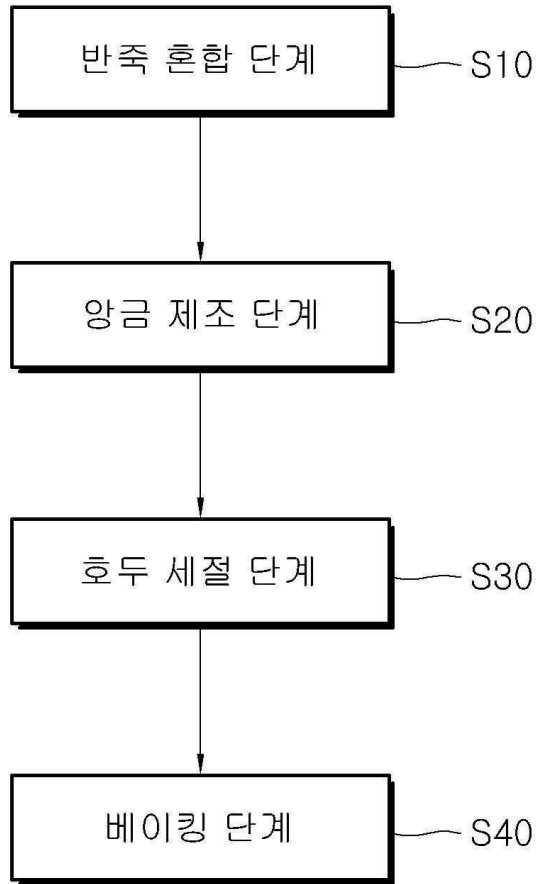 반죽 혼합 단계
S10
앙금 제조 단계
S20
호두 세절 단계
S30
베이킹 단계
S40